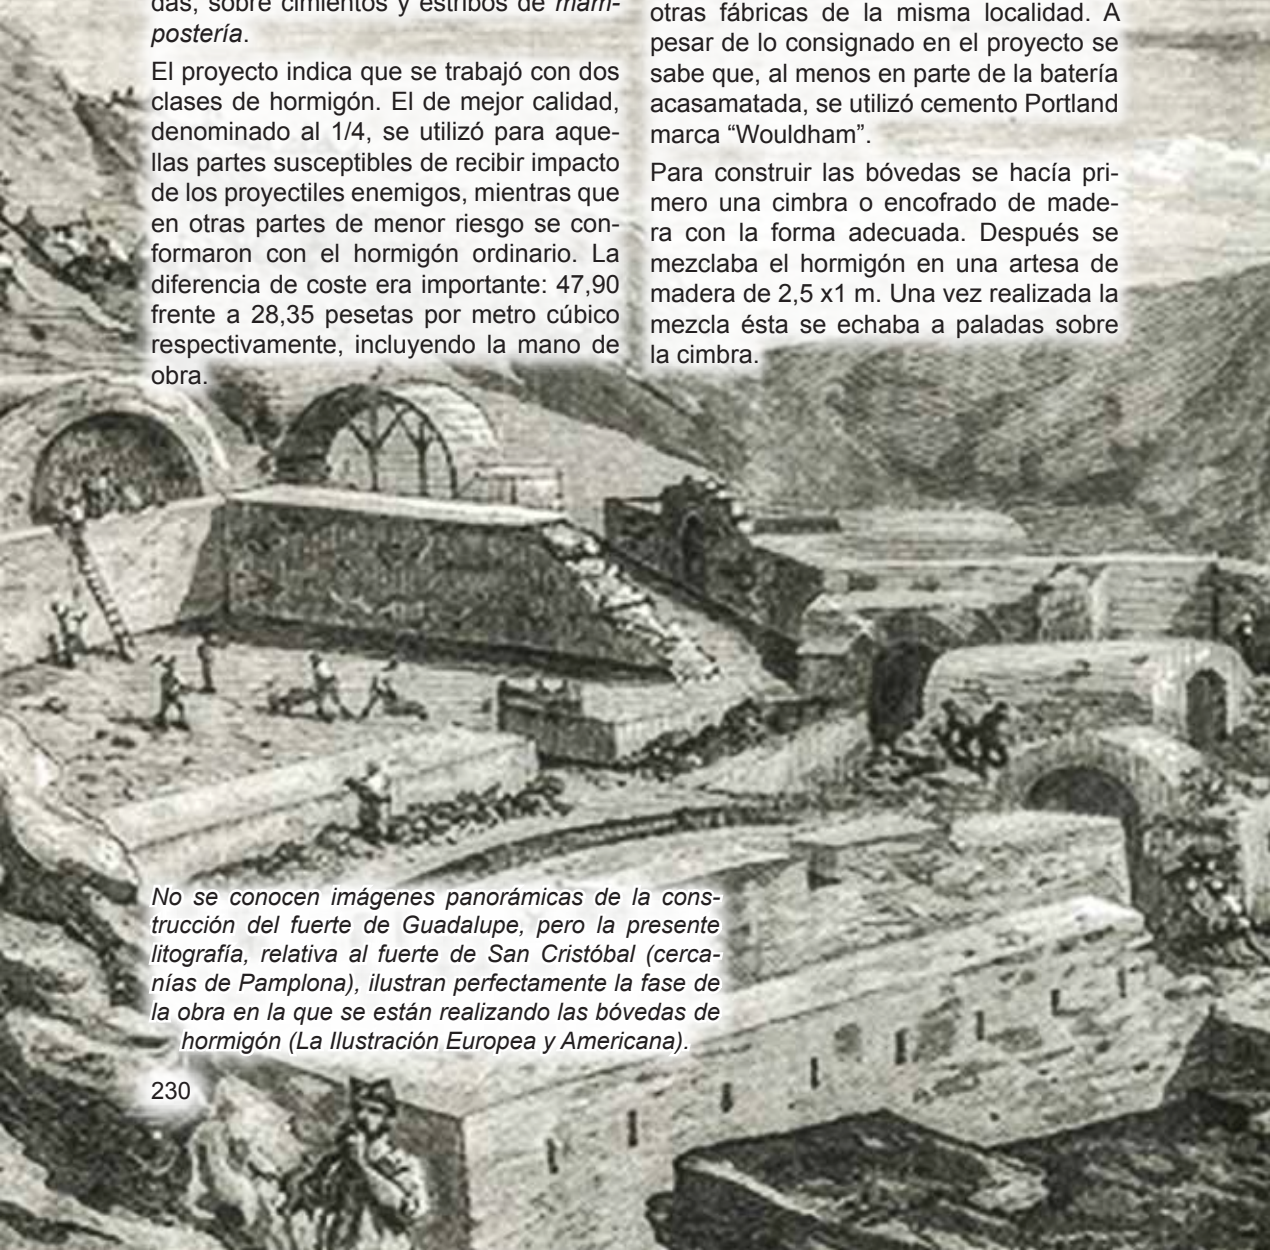 das, sobre cimientos y estribos de mam-
postería.
El proyecto indica que se trabajó con dos
clases de hormigón. El de mejor calidad,
denominado al 1/4, se utilizó para aque-
llas partes susceptibles de recibir impacto
de los proyectiles enemigos, mientras que
en otras partes de menor riesgo se con-
formaron con el hormigón ordinario. La
diferencia de coste era importante: 47,90
frente a 28,35 pesetas por metro cúbico
respectivamente, incluyendo la mano de
obra.
otras fábricas de la misma localidad. A
pesar de lo consignado en el proyecto se
sabe que, al menos en parte de la batería
acasamatada, se utilizó cemento Portland
marca “Wouldham”.
Para construir las bóvedas se hacía pri-
mero una cimbra o encofrado de made-
ra con la forma adecuada. Después se
mezclaba el hormigón en una artesa de
madera de 2,5 x1 m. Una vez realizada la
mezcla ésta se echaba a paladas sobre
la cimbra.
No se conocen imágenes panorámicas de la cons-
trucción del fuerte de Guadalupe, pero la presente
litografía, relativa al fuerte de San Cristóbal (cerca-
nías de Pamplona), ilustran perfectamente la fase de
la obra en la que se están realizando las bóvedas de
hormigón (La Ilustración Europea y Americana).
230